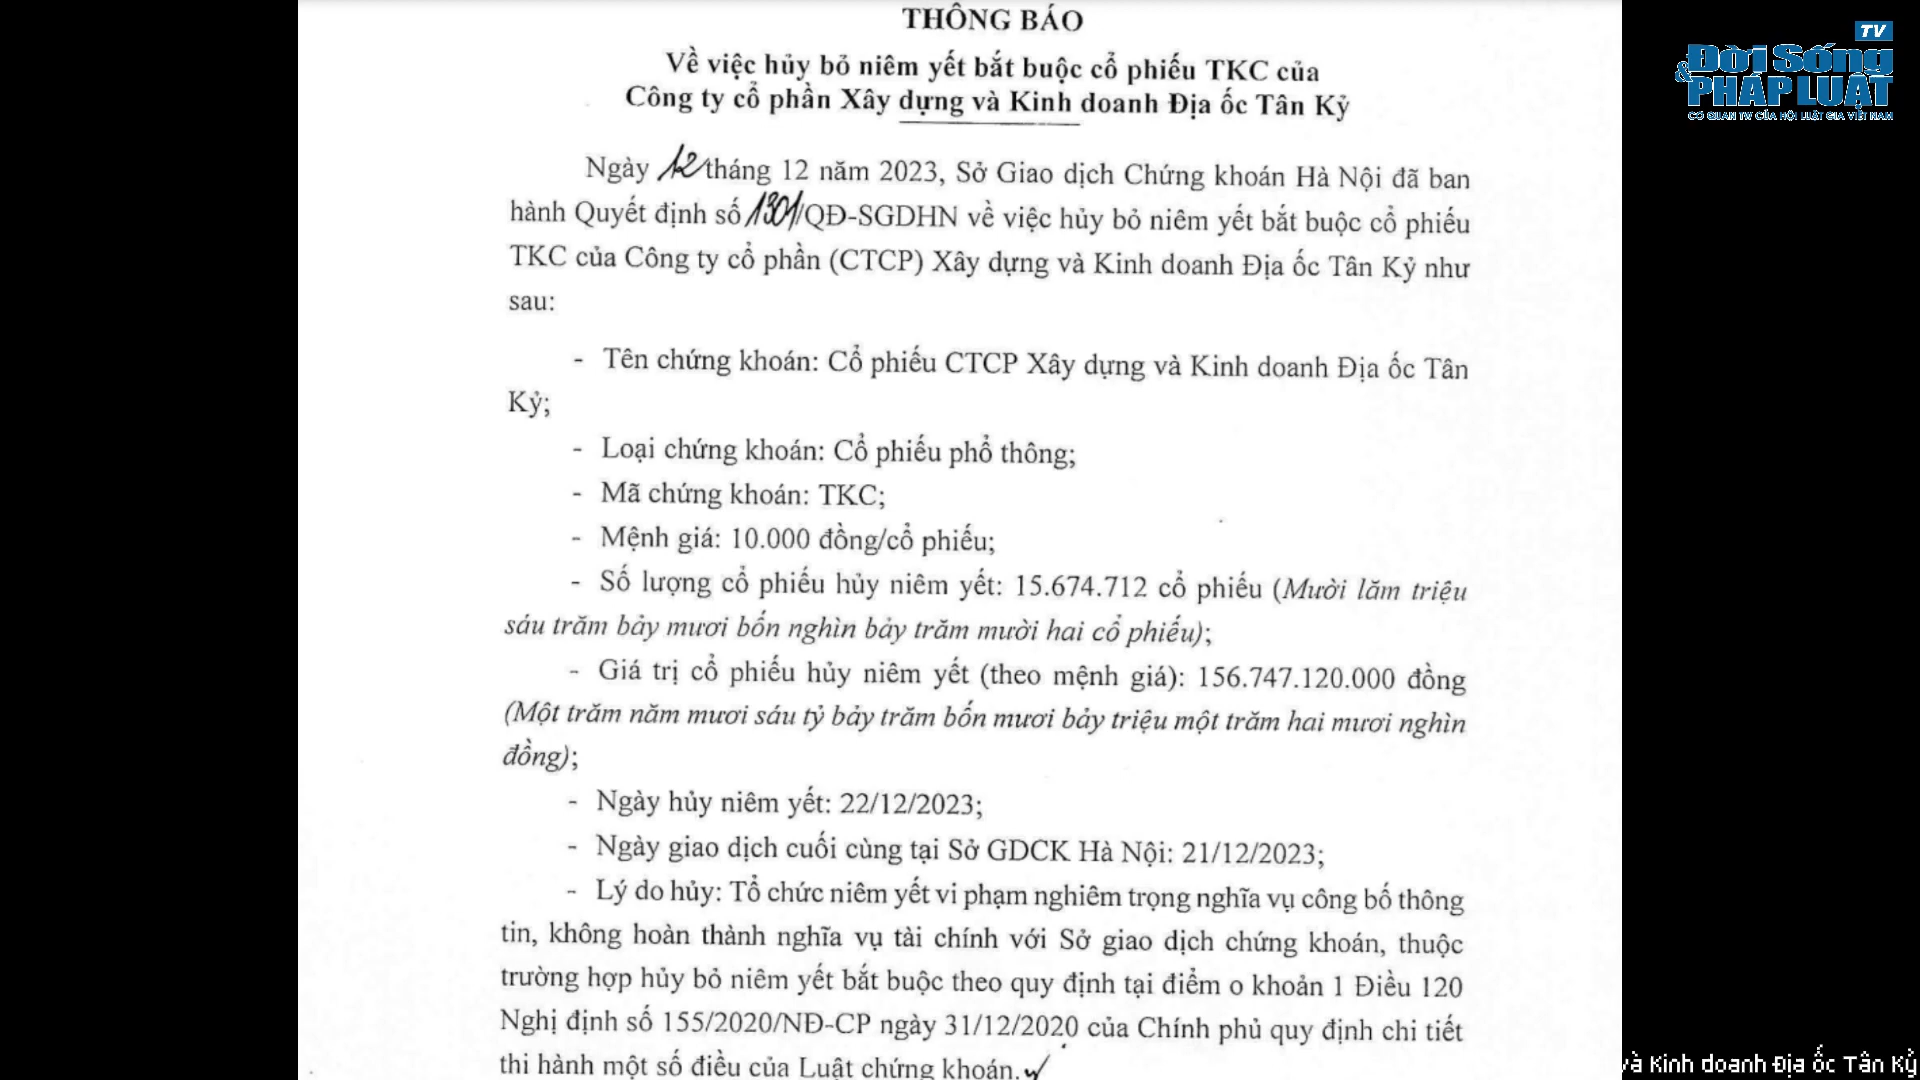 THÔNG BÁO
Về việc hủy bỏ niêm yết bắt buộc cổ phiếu TKC của
Công ty cổ phần Xây dựng và Kinh doanh Địa ốc Tân Kỷ
Ngày 12 tháng 12 năm 2023, Sở Giao dịch Chứng khoán Hà Nội đã ban
hành Quyết định số 1301/QĐ-SGDHN về việc hủy bỏ niêm yết bắt buộc cổ phiếu
TKC của Công ty cổ phần (CTCP) Xây dựng và Kinh doanh Địa ốc Tân Kỷ như
sau:
- Tên chứng khoán: Cổ phiếu CTCP Xây dựng và Kinh doanh Địa ốc Tân
Kỷ;
- Loại chứng khoán: Cổ phiếu phổ thông;
- Mã chứng khoán: TKC;
- Mệnh giá: 10.000 đồng/cổ phiếu;
- Số lượng cổ phiếu hủy niêm yết: 15.674.712 cổ phiếu (Mười lăm triệu
sáu trăm bảy mươi bốn nghìn bảy trăm mười hai cổ phiếu);
- Giá trị cổ phiếu hủy niêm yết (theo mệnh giá): 156.747.120.000 đồng
(Một trăm năm mươi sáu tỷ bảy trăm bốn mươi bảy triệu một trăm hai mươi nghìn
đồng);
- Ngày hủy niêm yết: 22/12/2023;
- Ngày giao dịch cuối cùng tại Sở GDCK Hà Nội: 21/12/2023;
- Lý do hủy: Tổ chức niêm yết vi phạm nghiêm trọng nghĩa vụ công bố thông
tin, không hoàn thành nghĩa vụ tài chính với Sở giao dịch chứng khoán, thuộc
trường hợp hủy bỏ niêm yết bắt buộc theo quy định tại điểm o khoản 1 Điều 120
Nghị định số 155/2020/NĐ-CP ngày 31/12/2020 của Chính phủ quy định chi tiết
thi hành một số điều của Luật chứng khoán.
TV
Đời Sống
& PHÁP LUẬT
CƠ QUAN TV CỦA HỘI LUẬT GIA VIỆT NAM
và Kinh doanh Địa ốc Tân Kỷ